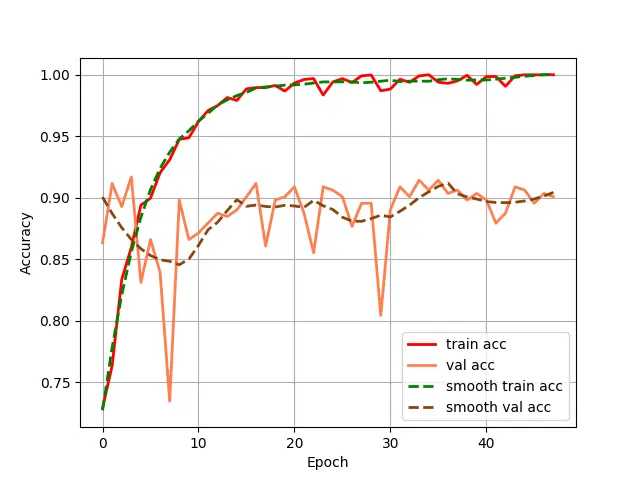 1.00
0.95
0.90
0.85
0.80
0.75
Accuracy
0
10
20
30
40
Epoch
train acc
val acc
smooth train acc
smooth val acc